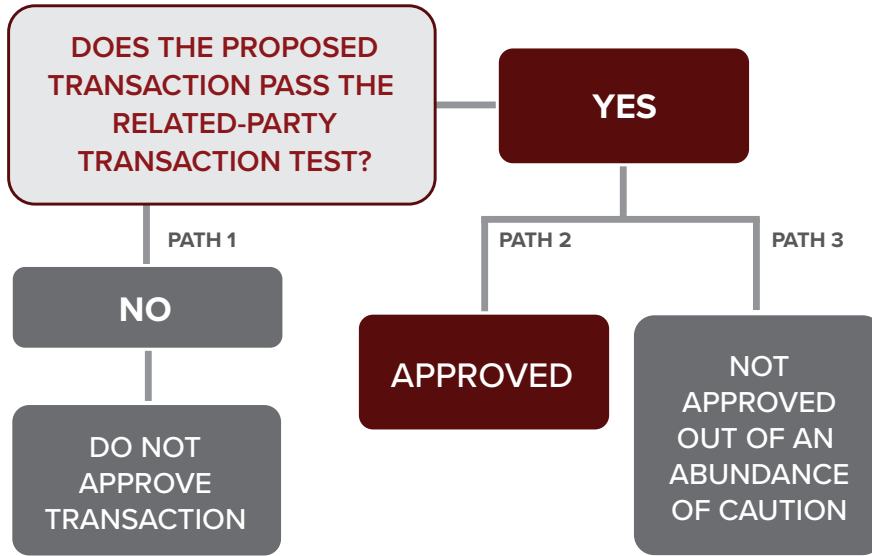 DOES THE PROPOSED
TRANSACTION PASS THE
RELATED-PARTY
TRANSACTION TEST?
YES
PATH 1
PATH 2
PATH 3
NO
APPROVED
NOT
APPROVED
OUT OF AN
ABUNDANCE
OF CAUTION
DO NOT
APPROVE
TRANSACTION